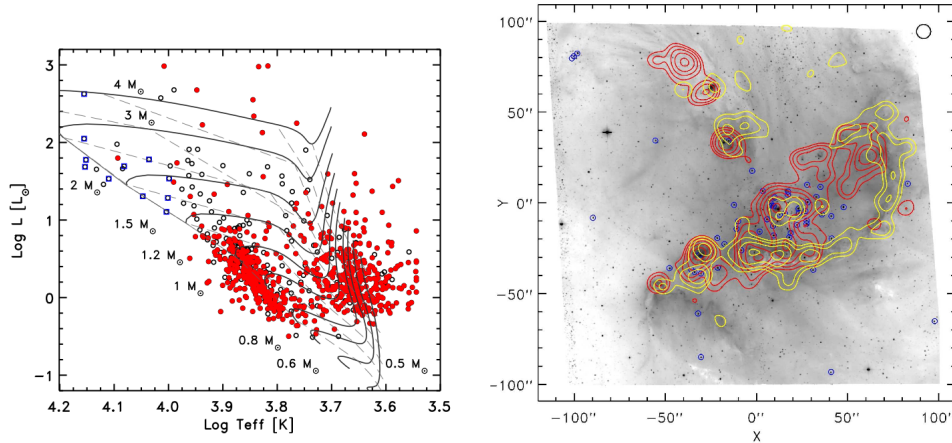 3
2
1
0
-1
Log L [L⊙]
4 M⊙
3 M⊙
2 M⊙
1.5 M⊙
1.2 M⊙
1 M⊙
0.8 M⊙
0.6 M⊙
0.5 M⊙
4.2 4.1 4.0 3.9 3.8 3.7 3.6 3.5
Log Teff [K]
100''
50''
0''
-50''
-100''
Y
-100'' -50'' 0'' 50'' 100''
X